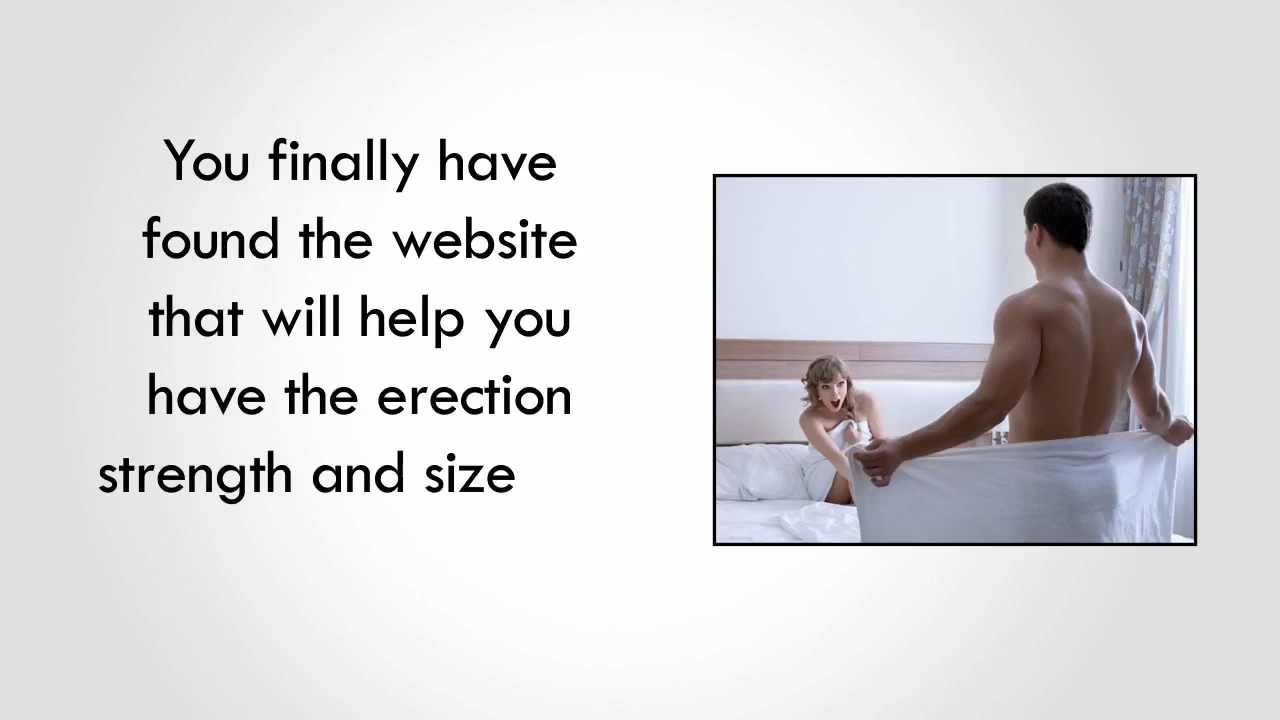 You finally have
found the website
that will help you
have the erection
strength and size